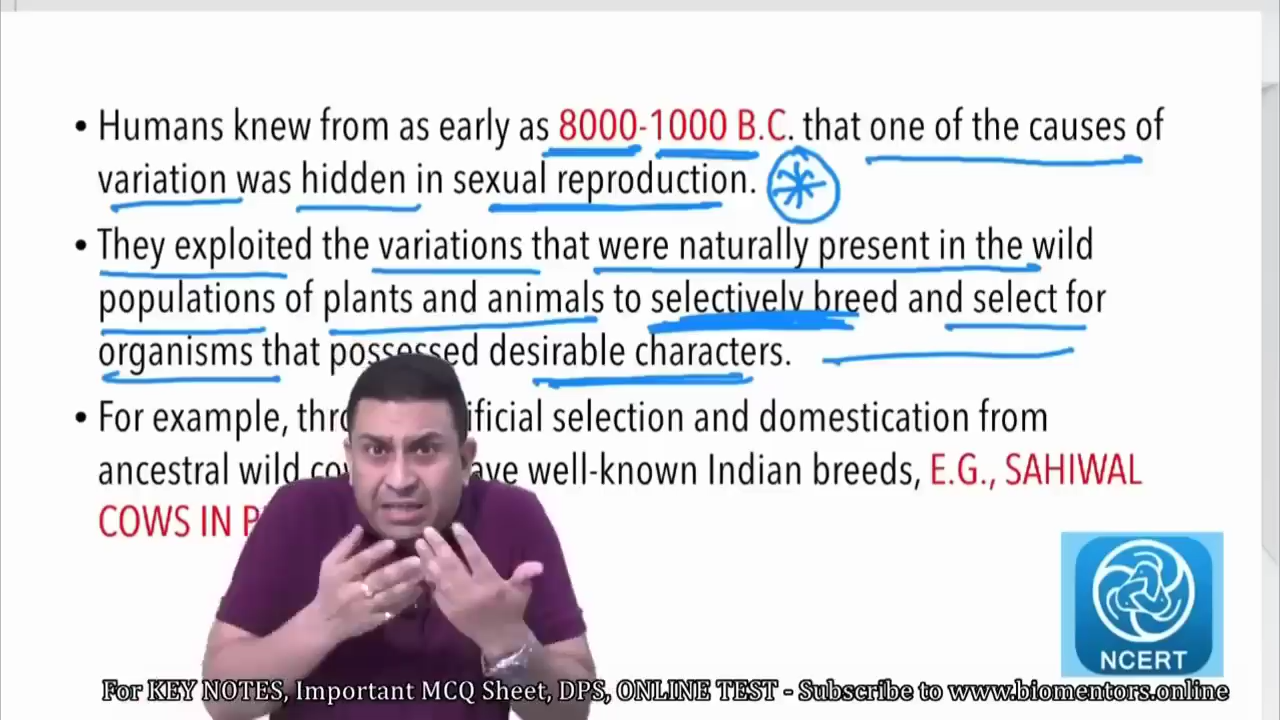 • Humans knew from as early as 8000-1000 B.C. that one of the causes of
variation was hidden in sexual reproduction.
• They exploited the variations that were naturally present in the wild
populations of plants and animals to selectively breed and select for
organisms that possessed desirable characters.
• For example, artificial selection and domestication from
ancestral wild have well-known Indian breeds, E.G., SAHIWAL
COWS IN
NCERT
For KEY NOTES, Important MCQ Sheet, DPS, ONLINE TEST - Subscribe to www.biomentors.online